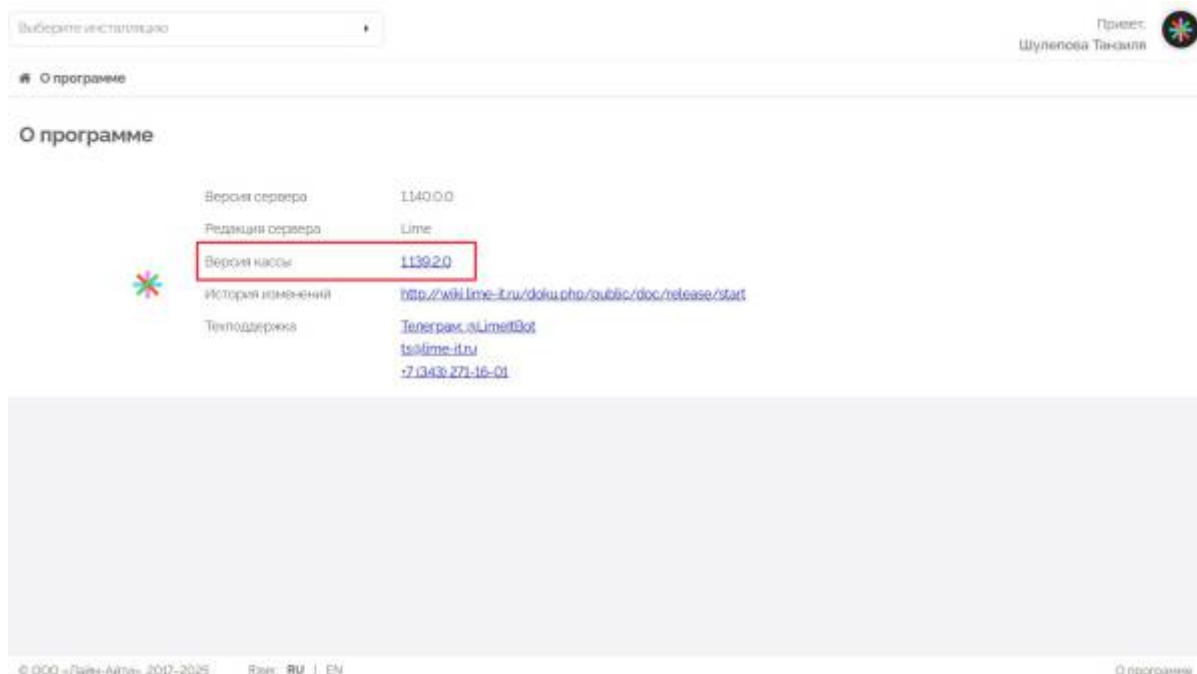 Выберите инсталляцию
Привет,
Шулепова Танзиля
О программе
О программе
Версия сервера 1.140.0.0
Редакция сервера Lime
Версия кассы 1.139.2.0
История изменений http://wiki.lime-it.ru/doku.php/public/doc/release/start
Техподдержка Телеграм: @LimeItBot
ts@lime-it.ru
+7 (343) 271-16-01
© ООО «Лайм-Айти», 2017-2025 Язык: RU | EN О программе